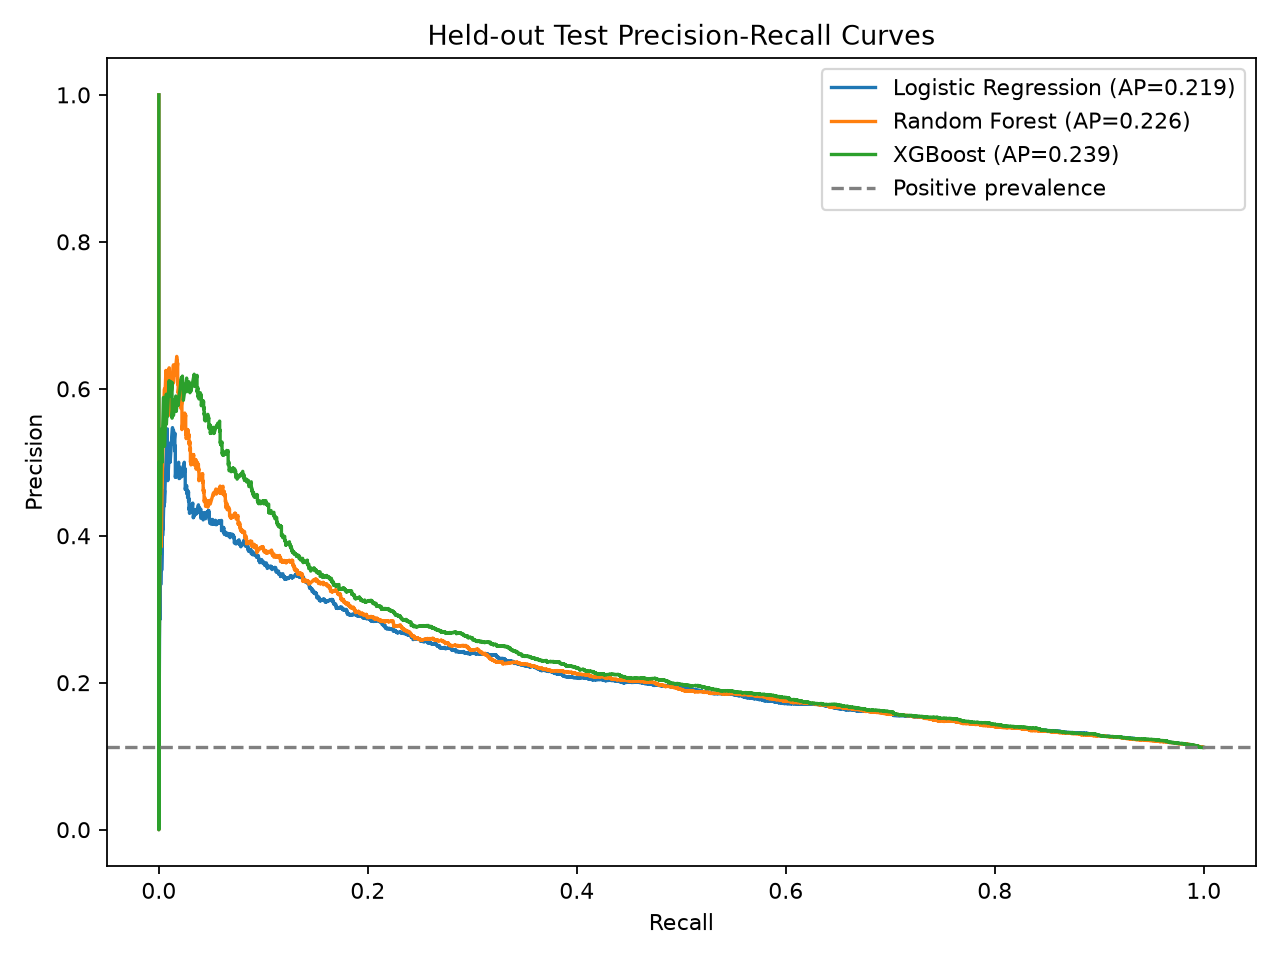 Held-out Test Precision-Recall Curves
Logistic Regression (AP=0.219)
Random Forest (AP=0.226)
XGBoost (AP=0.239)
Positive prevalence
Precision
1.0
0.8
0.6
0.4
0.2
0.0
0.0 0.2 0.4 0.6 0.8 1.0
Recall